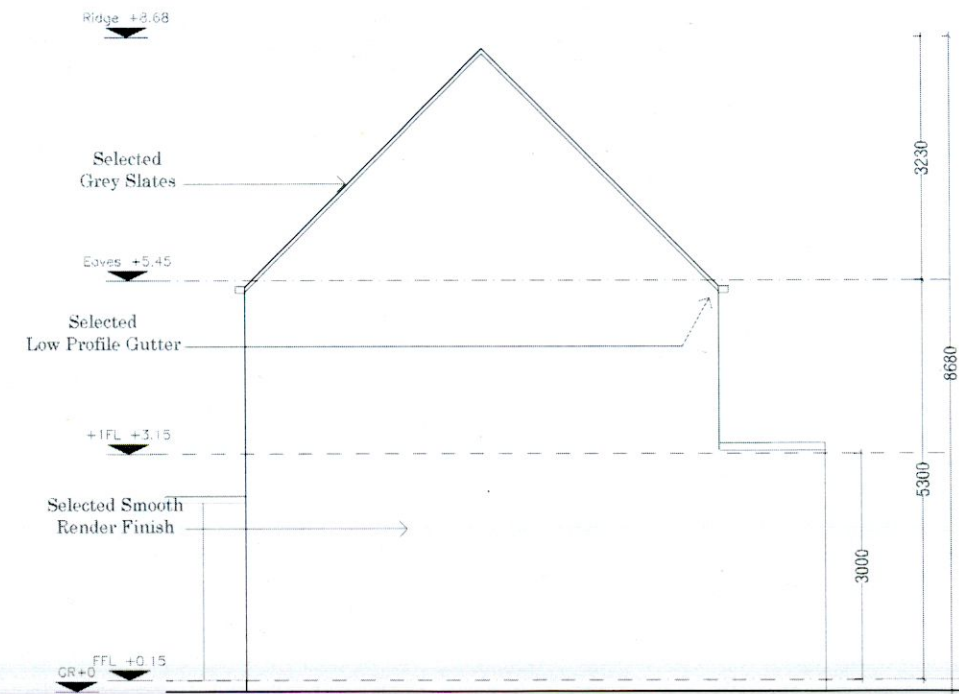 Ridge +8.68
Selected
Grey Slates
3230
Eaves +5.45
Selected
Low Profile Gutter
8680
+1FL +3.15
5300
Selected Smooth
Render Finish
3000
FFL +0.15
GR+0